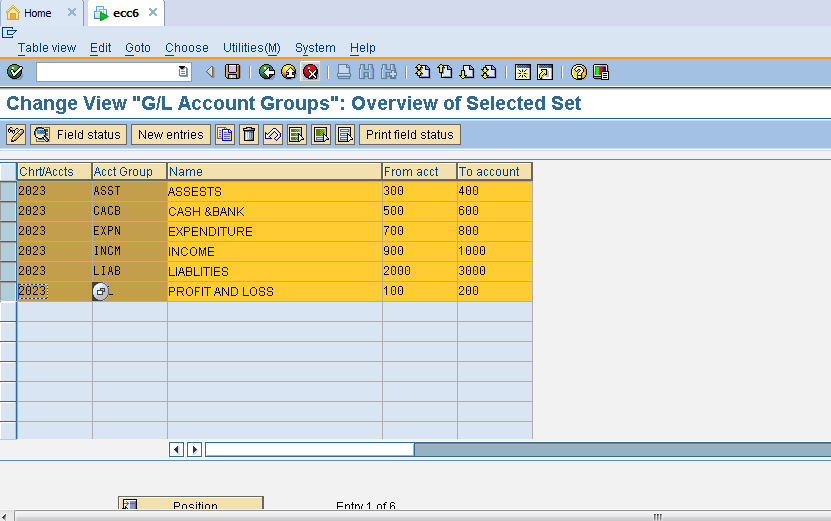 Home ecc6
Table view Edit Goto Choose Utilities(M) System Help
Change View "G/L Account Groups": Overview of Selected Set
Field status New entries Print field status
Chrt/Accts Acct Group Name From acct To account
2023 ASST ASSESTS 300 400
2023 CACB CASH &BANK 500 600
2023 EXPN EXPENDITURE 700 800
2023 INCM INCOME 900 1000
2023 LIAB LIABLITIES 2000 3000
2023 PROFIT AND LOSS 100 200
Position Entry 1 of 6